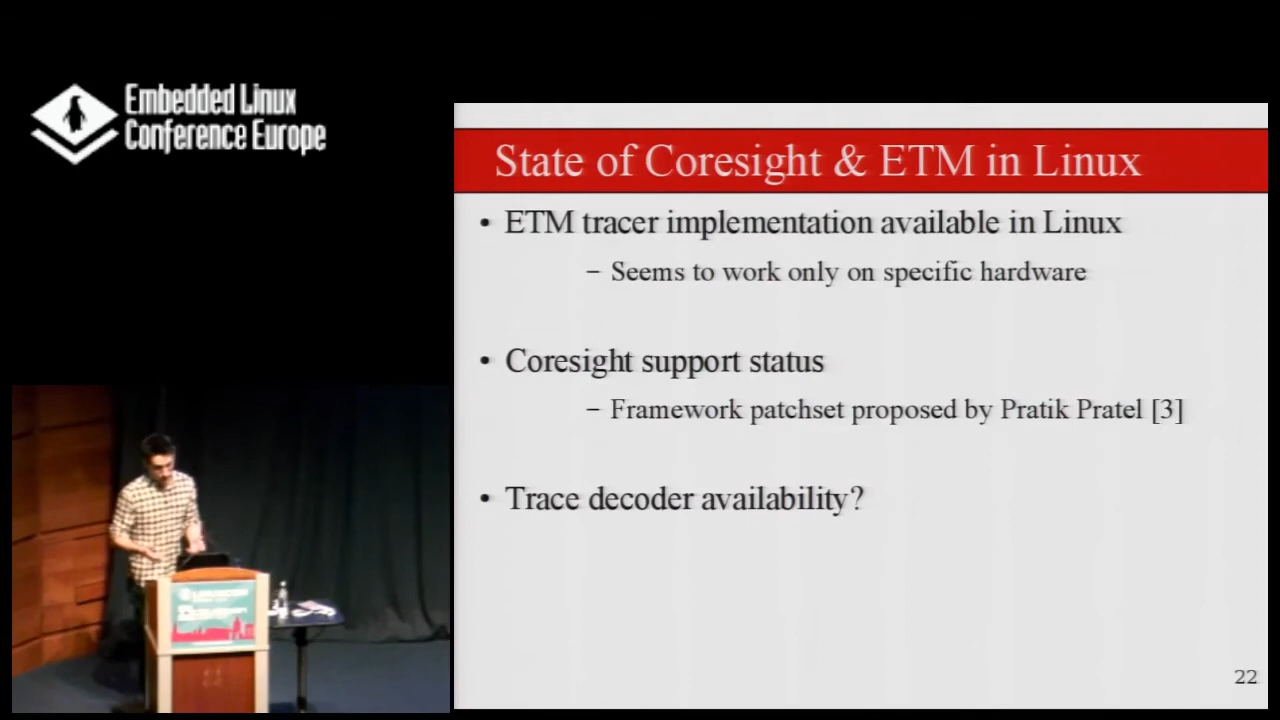 Embedded Linux
Conference Europe
State of Coresight & ETM in Linux
• ETM tracer implementation available in Linux
– Seems to work only on specific hardware
• Coresight support status
– Framework patchset proposed by Pratik Pratel [3]
• Trace decoder availability?
22